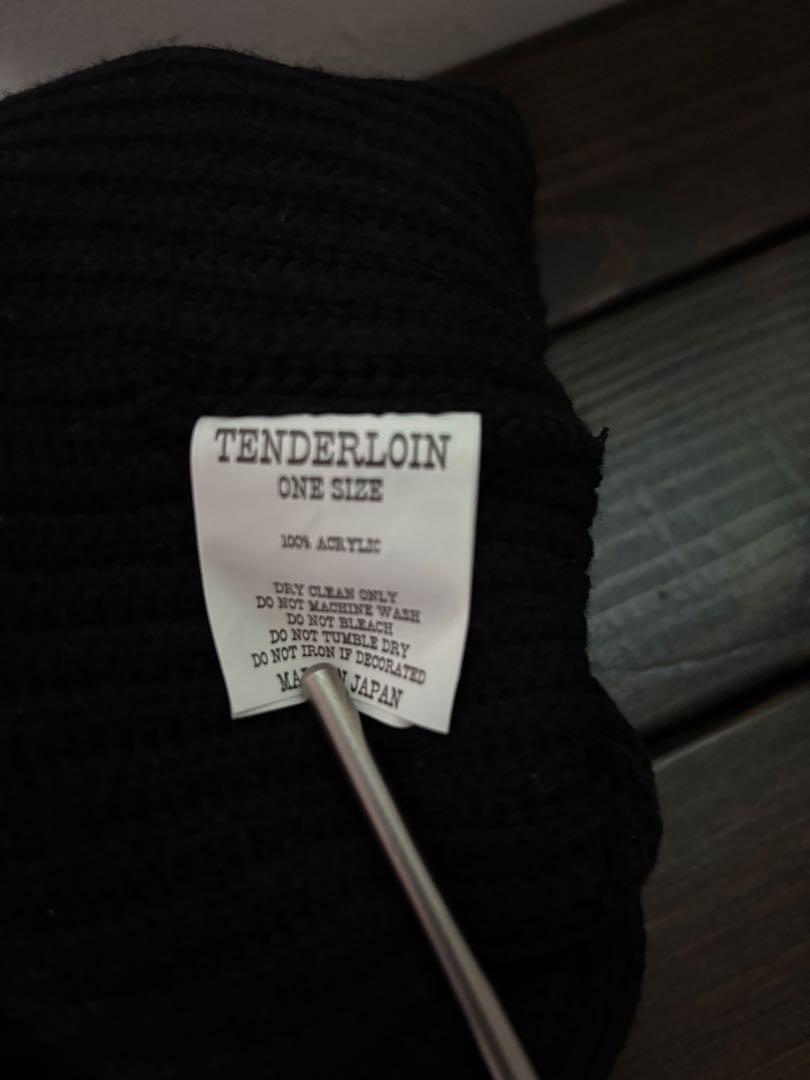 TENDERLOIN
ONE SIZE
100% ACRYLIC
DRY CLEAN ONLY
DO NOT MACHINE WASH
DO NOT BLEACH
DO NOT TUMBLE DRY
DO NOT IRON IF DECORATED
JAPAN